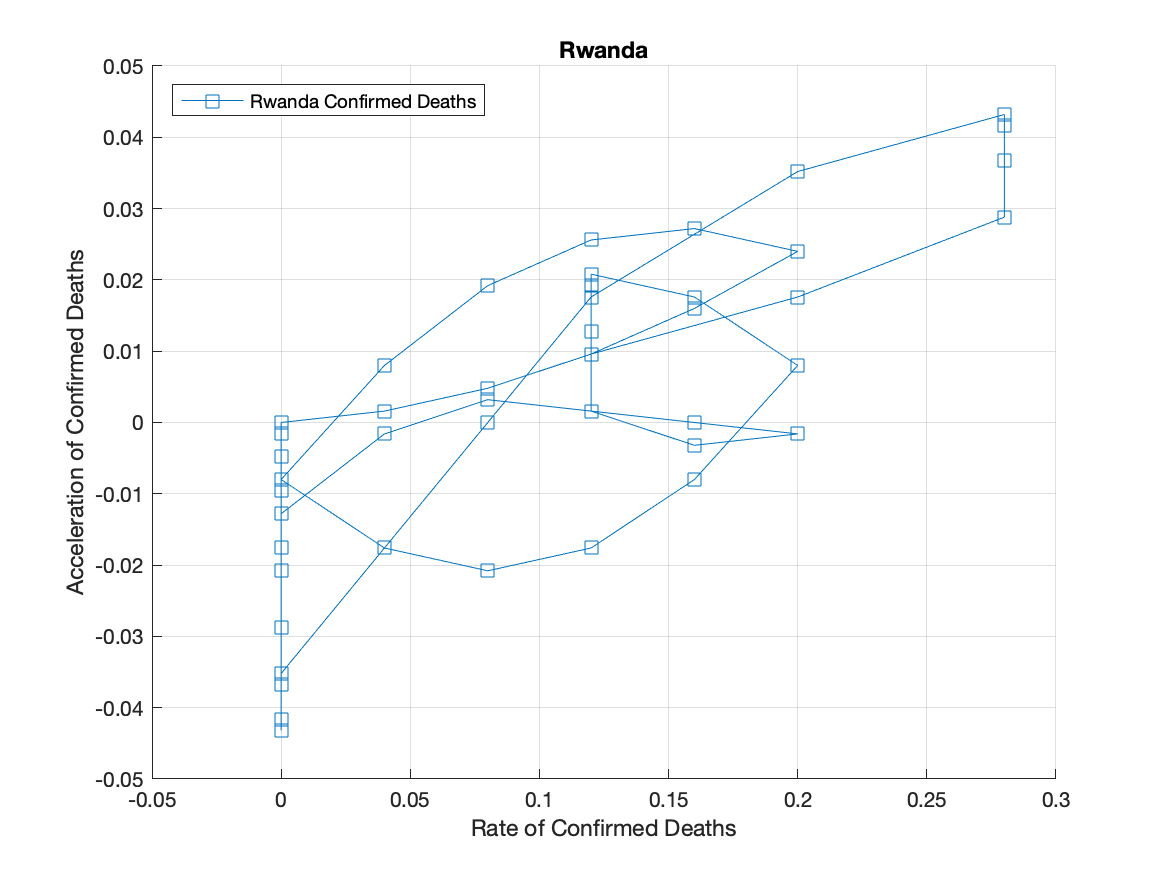 Rwanda
Rwanda Confirmed Deaths
0.05
0.04
0.03
0.02
0.01
0
-0.01
-0.02
-0.03
-0.04
-0.05
Acceleration of Confirmed Deaths
-0.05 0 0.05 0.1 0.15 0.2 0.25 0.3
Rate of Confirmed Deaths